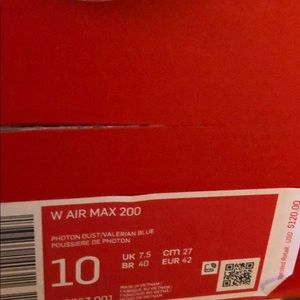 W AIR MAX 200
PHOTON DUST/VALERIAN BLUE
POUSSIERE DE PHOTON
10
UK 7.5 CM 27
BR 40 EUR 42
MADE IN VIETNAM
USD $120.00